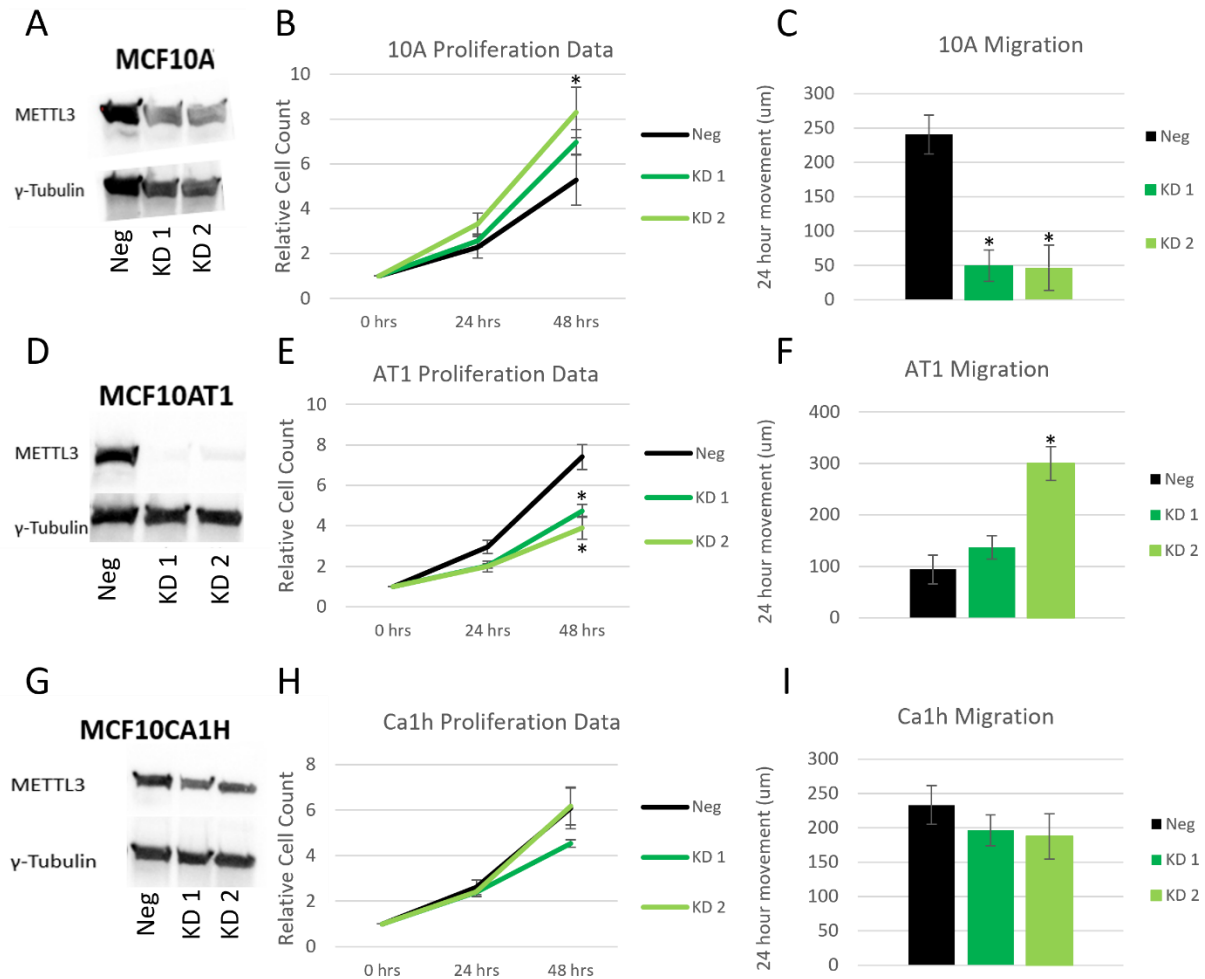 A
MCF10A
METTL3
γ-Tubulin
Neg
KD 1
KD 2
B
10A Proliferation Data
Relative Cell Count
10
8
6
4
2
0
0 hrs
24 hrs
48 hrs
*
Neg
KD 1
KD 2
C
10A Migration
24 hour movement (um)
300
250
200
150
100
50
0
*
*
Neg
KD 1
KD 2
D
MCF10AT1
METTL3
γ-Tubulin
Neg
KD 1
KD 2
E
AT1 Proliferation Data
Relative Cell Count
10
8
6
4
2
0
0 hrs
24 hrs
48 hrs
*
*
Neg
KD 1
KD 2
F
AT1 Migration
24 hour movement (um)
400
300
200
100
0
*
Neg
KD 1
KD 2
G
MCF10CA1H
METTL3
γ-Tubulin
Neg
KD 1
KD 2
H
Ca1h Proliferation Data
Relative Cell Count
8
6
4
2
0
0 hrs
24 hrs
48 hrs
Neg
KD 1
KD 2
I
Ca1h Migration
24 hour movement (um)
300
250
200
150
100
50
0
Neg
KD 1
KD 2